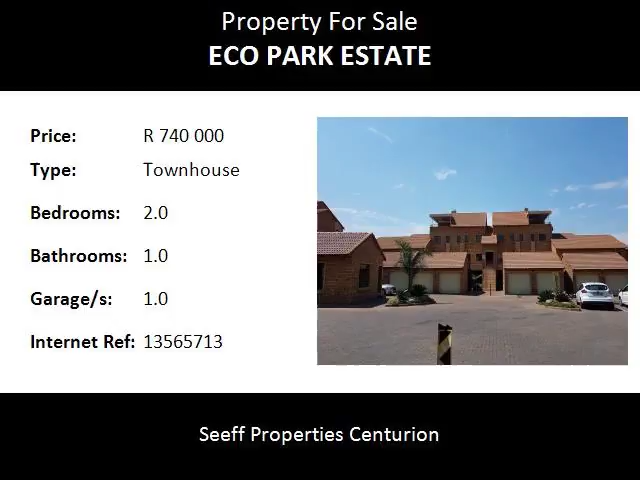 Property For Sale
ECO PARK ESTATE
Price: R 740 000
Type: Townhouse
Bedrooms: 2.0
Bathrooms: 1.0
Garage/s: 1.0
Internet Ref: 13565713
Seeff Properties Centurion